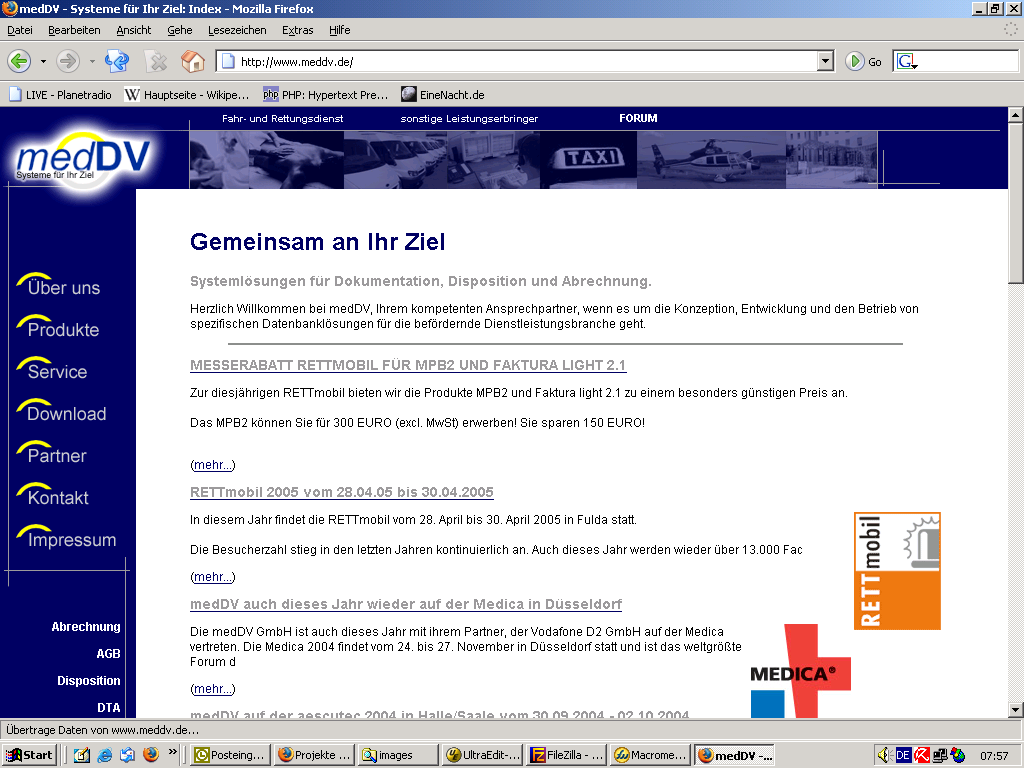 medDV - Systeme für Ihr Ziel: Index - Mozilla Firefox
Datei Bearbeiten Ansicht Gehe Lesezeichen Extras Hilfe
http://www.meddv.de/ Go G
LIVE - Planetradio W Hauptseite - Wikipe... php PHP: Hypertext Pre... EineNacht.de
Fahr- und Rettungsdienst sonstige Leistungserbringer FORUM
medDV
Systeme für Ihr Ziel
TAXI
Über uns
Produkte
Service
Download
Partner
Kontakt
Impressum
Abrechnung
AGB
Disposition
DTA
Gemeinsam an Ihr Ziel
Systemlösungen für Dokumentation, Disposition und Abrechnung.
Herzlich Willkommen bei medDV, Ihrem kompetenten Ansprechpartner, wenn es um die Konzeption, Entwicklung und den Betrieb von
spezifischen Datenbanklösungen für die befördernde Dienstleistungsbranche geht.
MESSERABATT RETTMOBIL FÜR MPB2 UND FAKTURA LIGHT 2.1
Zur diesjährigen RETTmobil bieten wir die Produkte MPB2 und Faktura light 2.1 zu einem besonders günstigen Preis an.
Das MPB2 können Sie für 300 EURO (excl. MwSt) erwerben! Sie sparen 150 EURO!
(mehr...)
RETTmobil 2005 vom 28.04.05 bis 30.04.2005
In diesem Jahr findet die RETTmobil vom 28. April bis 30. April 2005 in Fulda statt.
Die Besucherzahl stieg in den letzten Jahren kontinuierlich an. Auch dieses Jahr werden wieder über 13.000 Fac
(mehr...)
RETTmobil
medDV auch dieses Jahr wieder auf der Medica in Düsseldorf
Die medDV GmbH ist auch dieses Jahr mit ihrem Partner, der Vodafone D2 GmbH auf der Medica
vertreten. Die Medica 2004 findet vom 24. bis 27. November in Düsseldorf statt und ist das weltgrößte
Forum d
(mehr...)
MEDICA®
medDV auf der aescutec 2004 in Halle/Saale vom 30.09.2004 - 02.10.2004
Übertrage Daten von www.meddv.de...
Start » Posteing... Projekte ... images UltraEdit-... FileZilla - ... Macrome... medDV -... DE 07:57